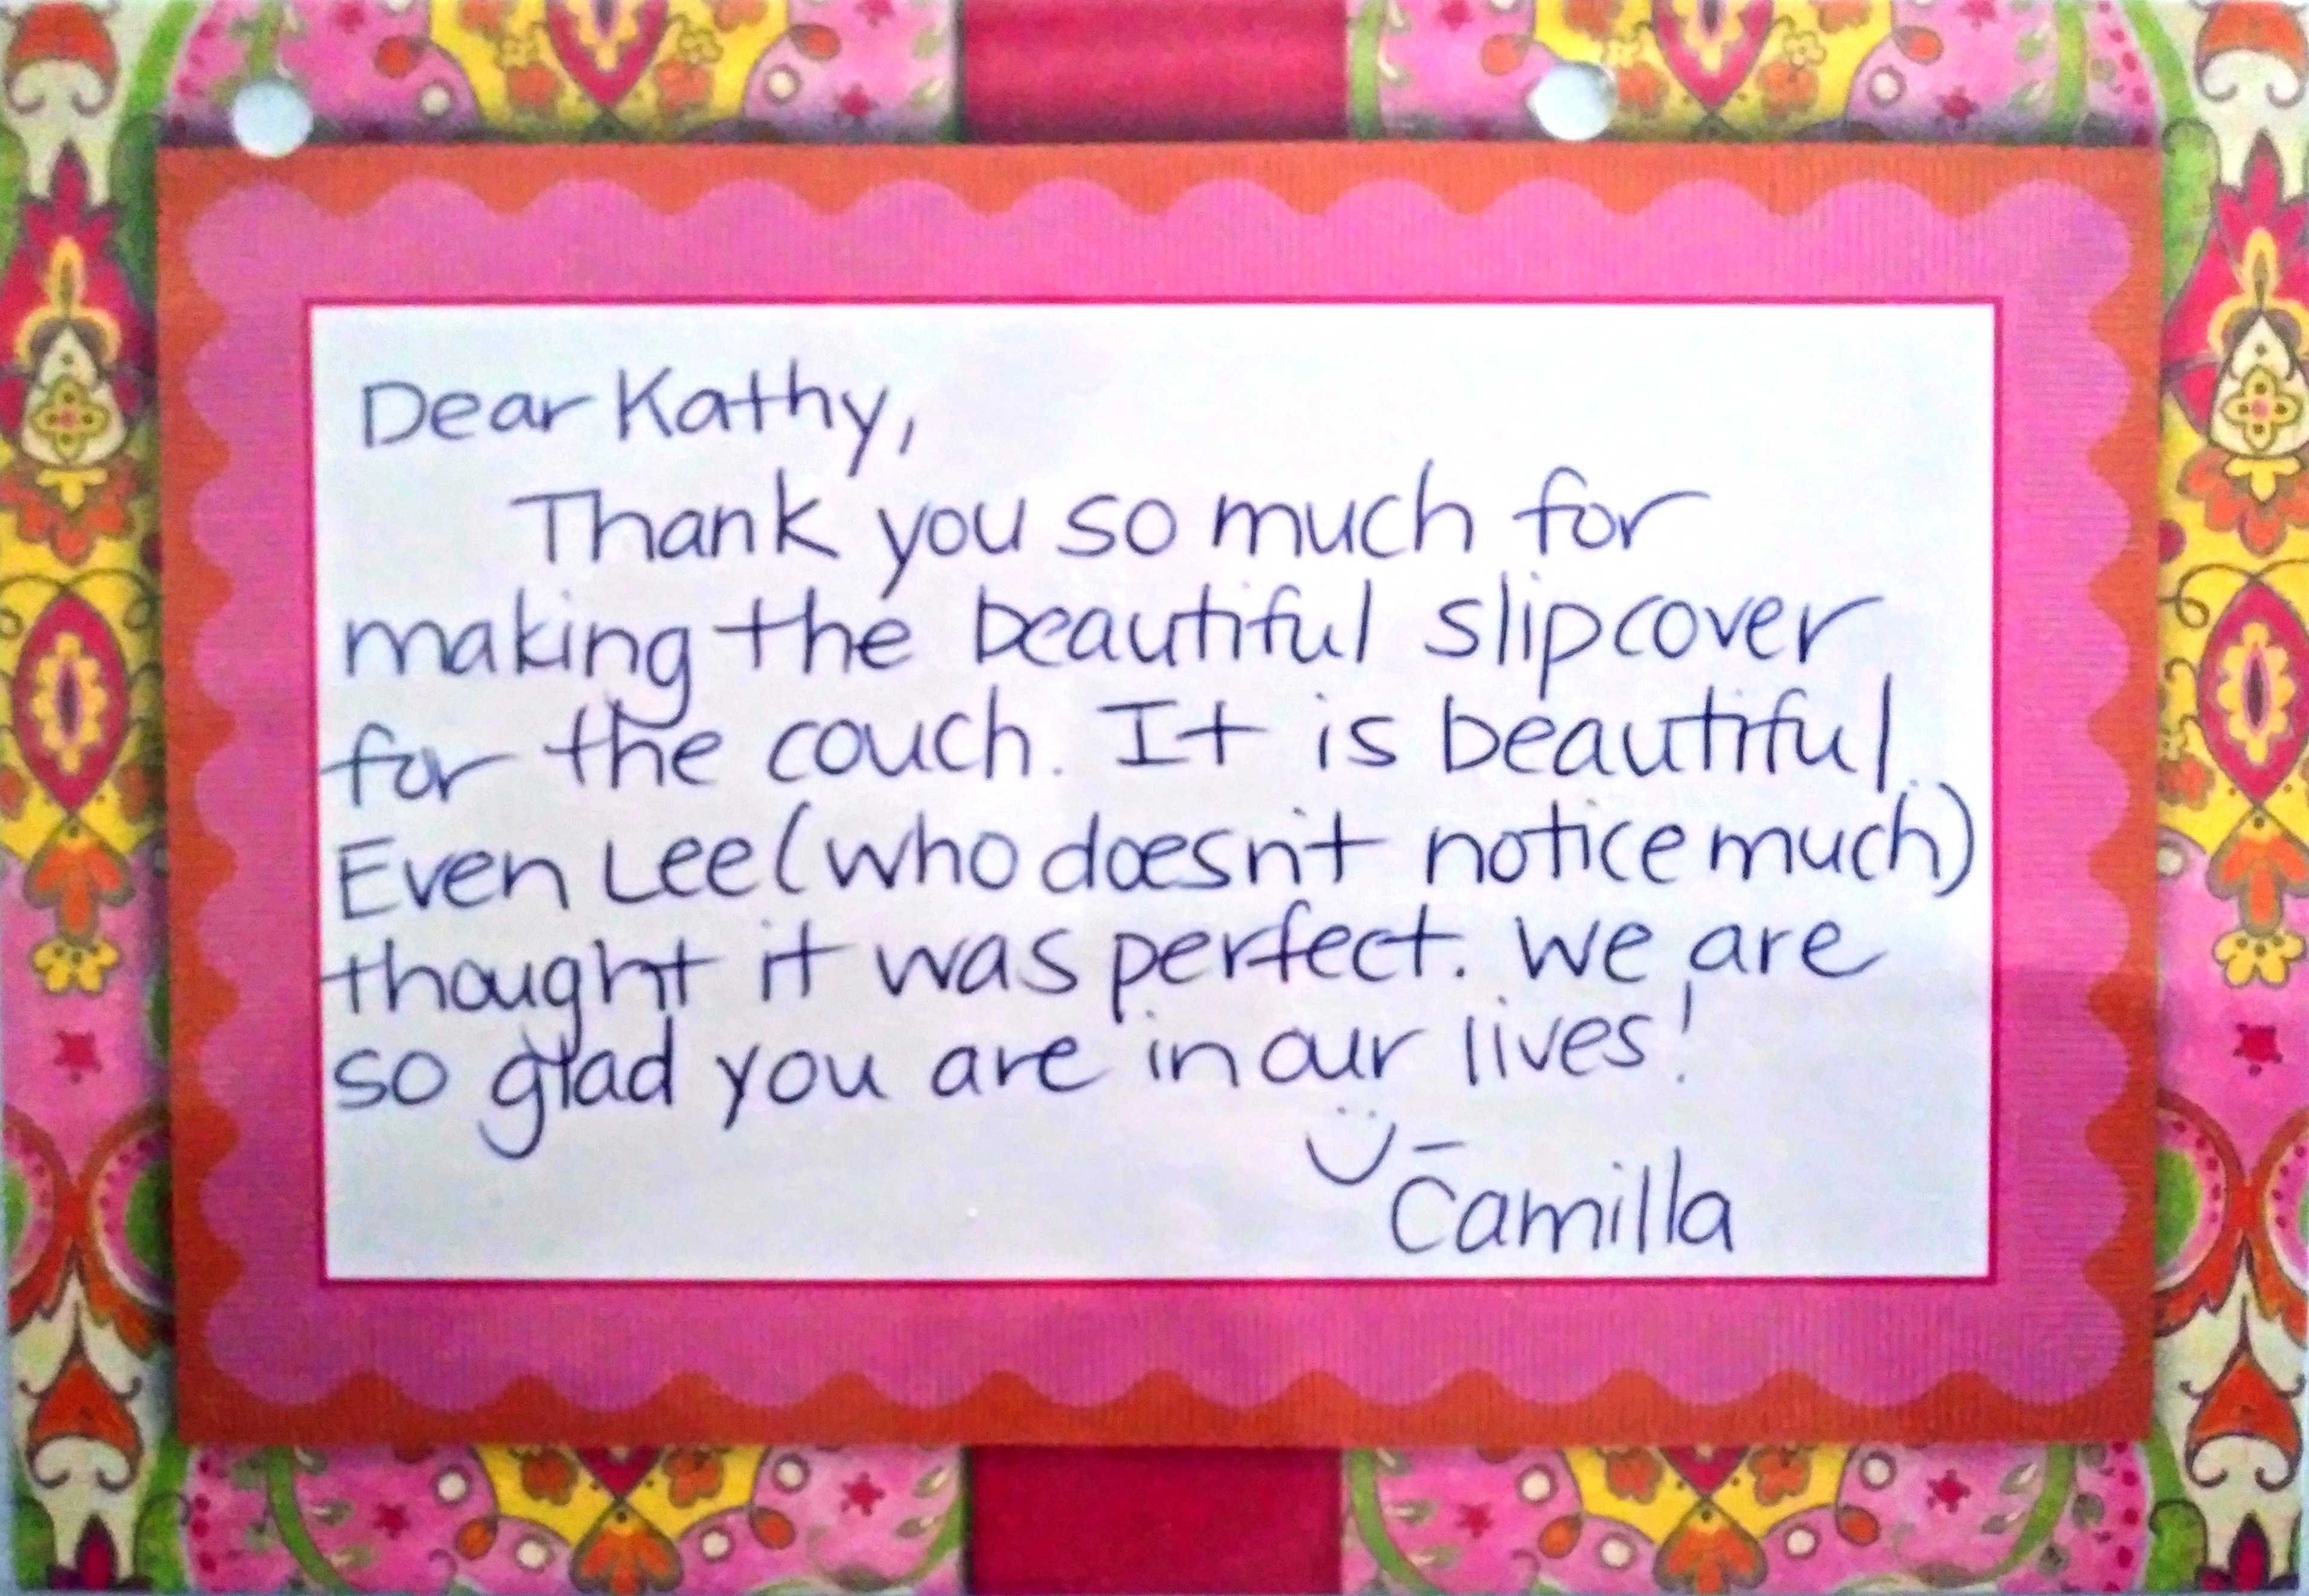 Dear Kathy,
Thank you so much for
making the beautiful slipcover
for the couch. It is beautiful.
Even Lee (who doesn't notice much)
thought it was perfect. We are
so glad you are in our lives!
-
Camilla